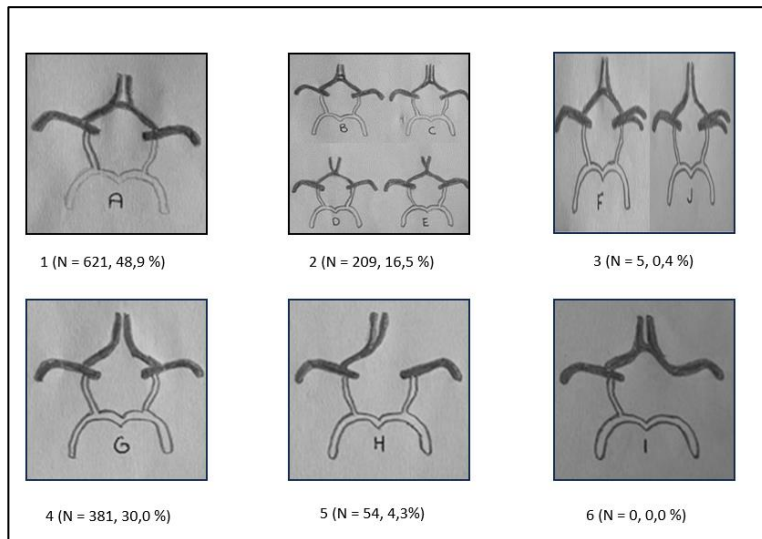 A
B C
D E
F J
1 (N = 621, 48,9 %)
2 (N = 209, 16,5 %)
3 (N = 5, 0,4 %)
G
H
I
4 (N = 381, 30,0 %)
5 (N = 54, 4,3%)
6 (N = 0, 0,0 %)